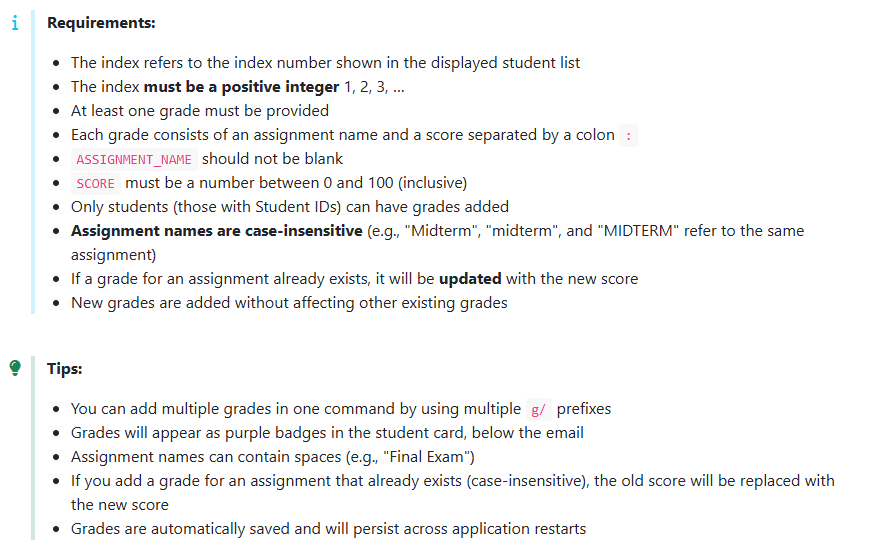 Requirements:
The index refers to the index number shown in the displayed student list
The index must be a positive integer 1, 2, 3, ...
At least one grade must be provided
Each grade consists of an assignment name and a score separated by a colon :
ASSIGNMENT_NAME should not be blank
SCORE must be a number between 0 and 100 (inclusive)
Only students (those with Student IDs) can have grades added
Assignment names are case-insensitive (e.g., "Midterm", "midterm", and "MIDTERM" refer to the same
assignment)
If a grade for an assignment already exists, it will be updated with the new score
New grades are added without affecting other existing grades
Tips:
You can add multiple grades in one command by using multiple g/ prefixes
Grades will appear as purple badges in the student card, below the email
Assignment names can contain spaces (e.g., "Final Exam")
If you add a grade for an assignment that already exists (case-insensitive), the old score will be replaced with
the new score
Grades are automatically saved and will persist across application restarts